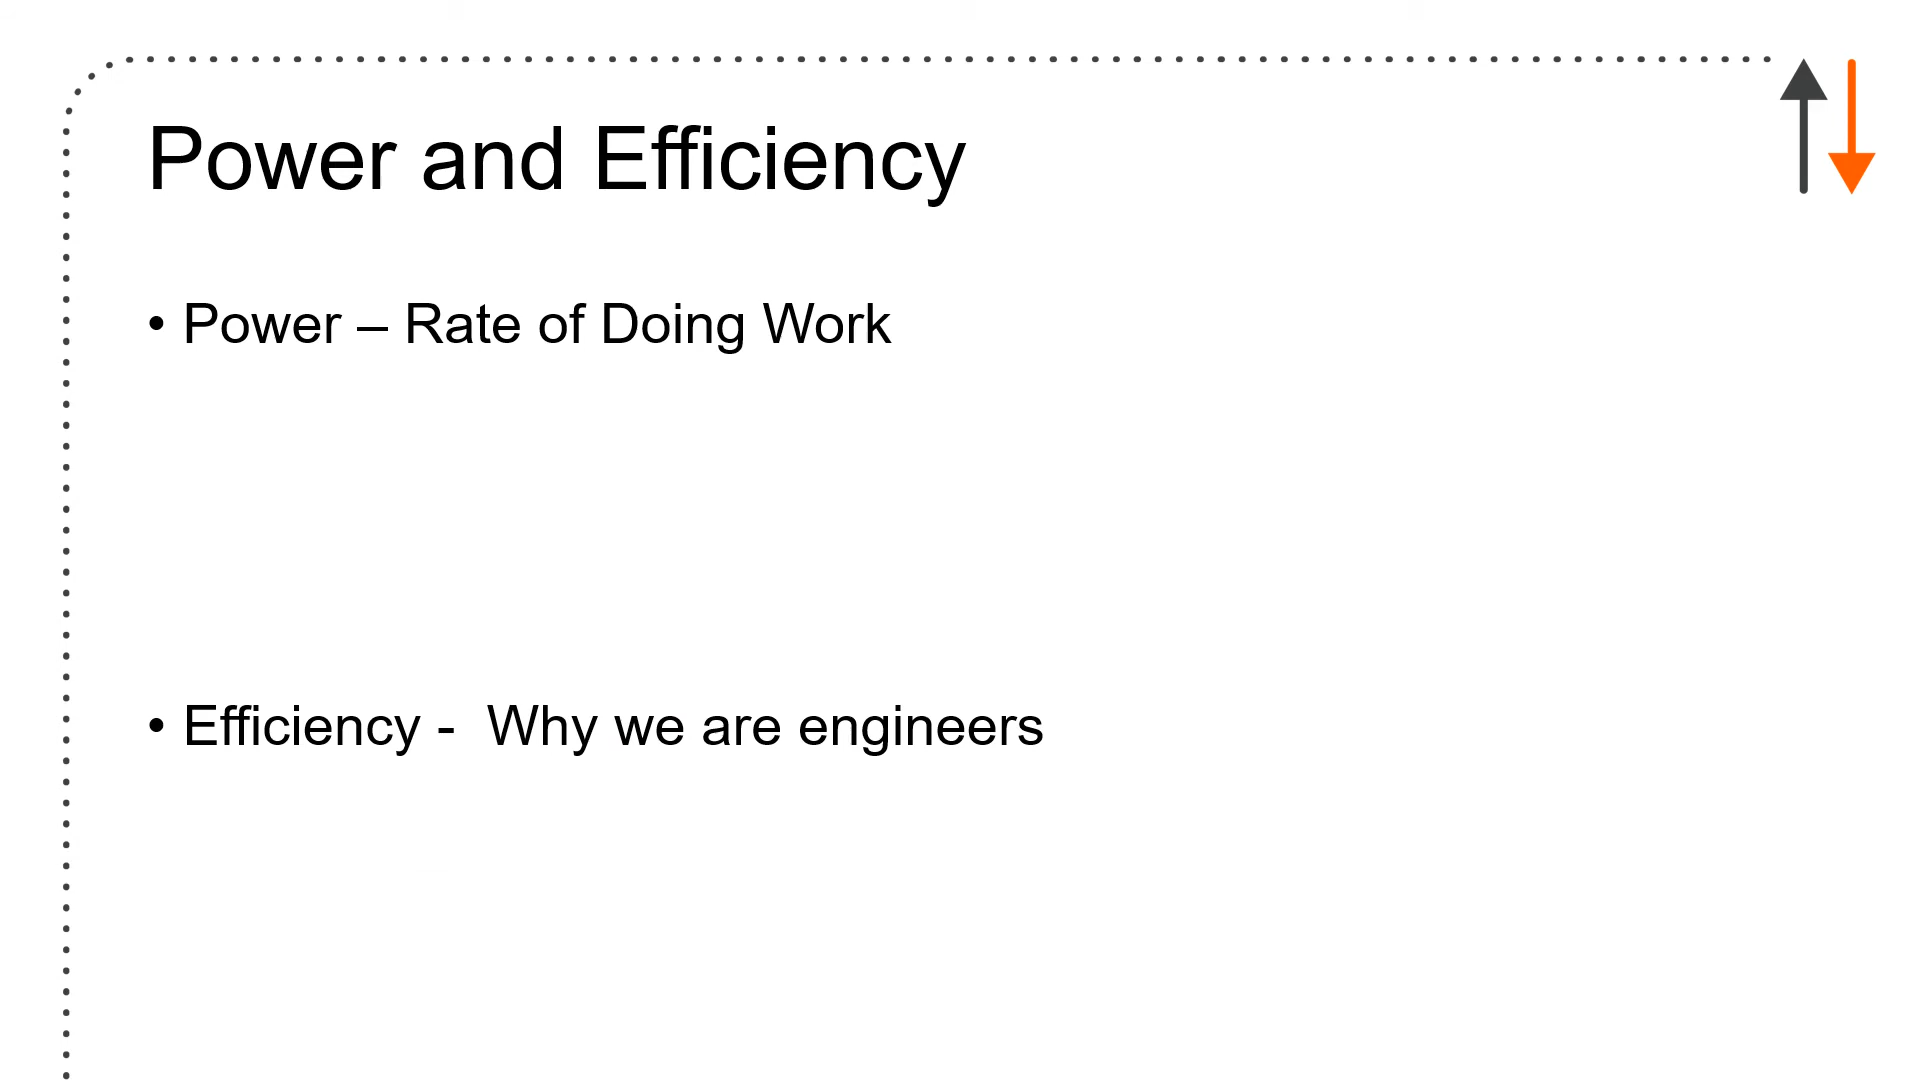 Power and Efficiency
• Power – Rate of Doing Work
• Efficiency -  Why we are engineers